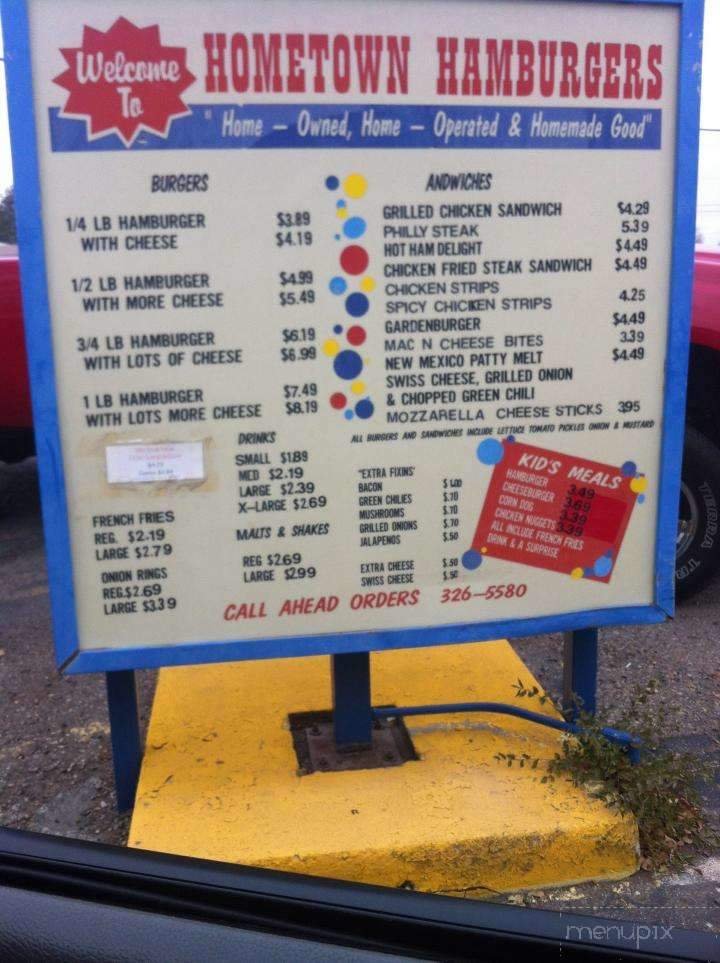 Welcome
To
HOMETOWN HAMBURGERS
"Home – Owned, Home – Operated & Homemade Good"
BURGERS
1/4 LB HAMBURGER $3.89
WITH CHEESE $4.19
1/2 LB HAMBURGER $4.99
WITH MORE CHEESE $5.49
3/4 LB HAMBURGER $6.19
WITH LOTS OF CHEESE $6.99
1 LB HAMBURGER $7.49
WITH LOTS MORE CHEESE $8.19
ANDWICHES
GRILLED CHICKEN SANDWICH $4.29
PHILLY STEAK 5.39
HOT HAM DELIGHT $4.49
CHICKEN FRIED STEAK SANDWICH $4.49
CHICKEN STRIPS
SPICY CHICKEN STRIPS 4.25
GARDENBURGER $4.49
MAC N CHEESE BITES 3.39
NEW MEXICO PATTY MELT $4.49
SWISS CHEESE, GRILLED ONION
& CHOPPED GREEN CHILI
MOZZARELLA CHEESE STICKS 395
ALL BURGERS AND SANDWICHES INCLUDE LETTUCE TOMATO PICKLES ONION & MUSTARD
FRENCH FRIES
REG. $2.19
LARGE $2.79
ONION RINGS
REG.$2.69
LARGE $3.39
DRINKS
SMALL $1.89
MED $2.19
LARGE $2.39
X-LARGE $2.69
MALTS & SHAKES
REG $2.69
LARGE $2.99
"EXTRA FIXINS'
BACON $1.00
GREEN CHILIES $.70
MUSHROOMS $.70
GRILLED ONIONS $.70
JALAPENOS $.50
EXTRA CHEESE $.50
SWISS CHEESE $.50
KID'S MEALS
HAMBURGER 3.49
CHEESEBURGER 3.69
CORN DOG 3.39
CHICKEN NUGGETS 3.39
ALL INCLUDE FRENCH FRIES
DRINK & A SURPRISE
CALL AHEAD ORDERS 326-5580
menupix